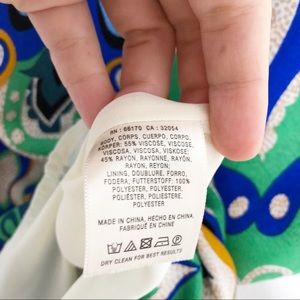 RN : 66170 CA : 32054
BODY, CORPS, CUERPO, CORPO,
KORPER: 55% VISCOSE, VISCOSE,
VISCOSA, VISCOSA, VISKOSE
45% RAYON, RAYONNE, RAYÓN,
RAYON, REYON;
LINING, DOUBLURE, FORRO,
FODERA, FUTTERSTOFF: 100%
POLYESTER, POLYESTER,
POLIÉSTER, POLIESTERE,
POLYESTER
MADE IN CHINA, HECHO EN CHINA,
FABRIQUÉ EN CHINE
DRY CLEAN FOR BEST RESULTS